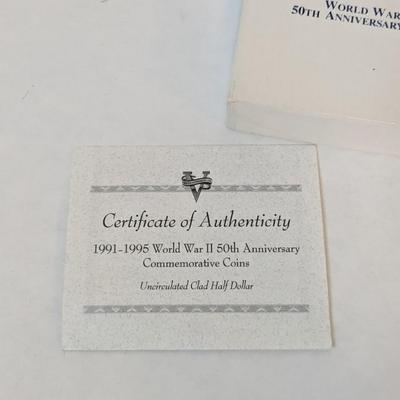 WORLD WAR
50TH ANNIVERSARY
Certificate of Authenticity
1991-1995 World War II 50th Anniversary
Commemorative Coins
Uncirculated Clad Half Dollar